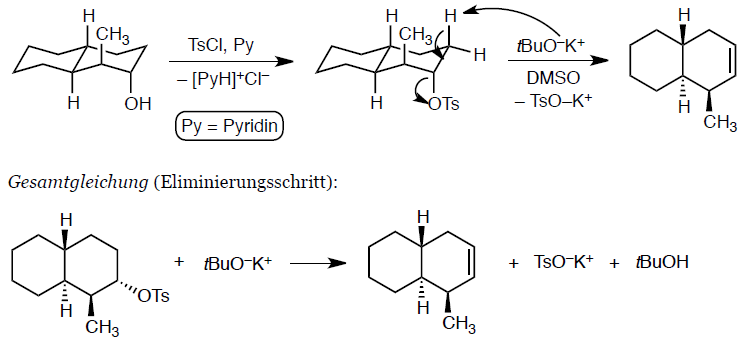 H CH₃ H OH
TsCl, Py
– [PyH]⁺Cl⁻
Py = Pyridin
H CH₃ H H H OTs
tBuO⁻K⁺
DMSO
– TsO–K⁺
H H CH₃
Gesamtgleichung (Eliminierungsschritt):
H H CH₃ OTs + tBuO⁻K⁺ H H CH₃ + TsO⁻K⁺ + tBuOH